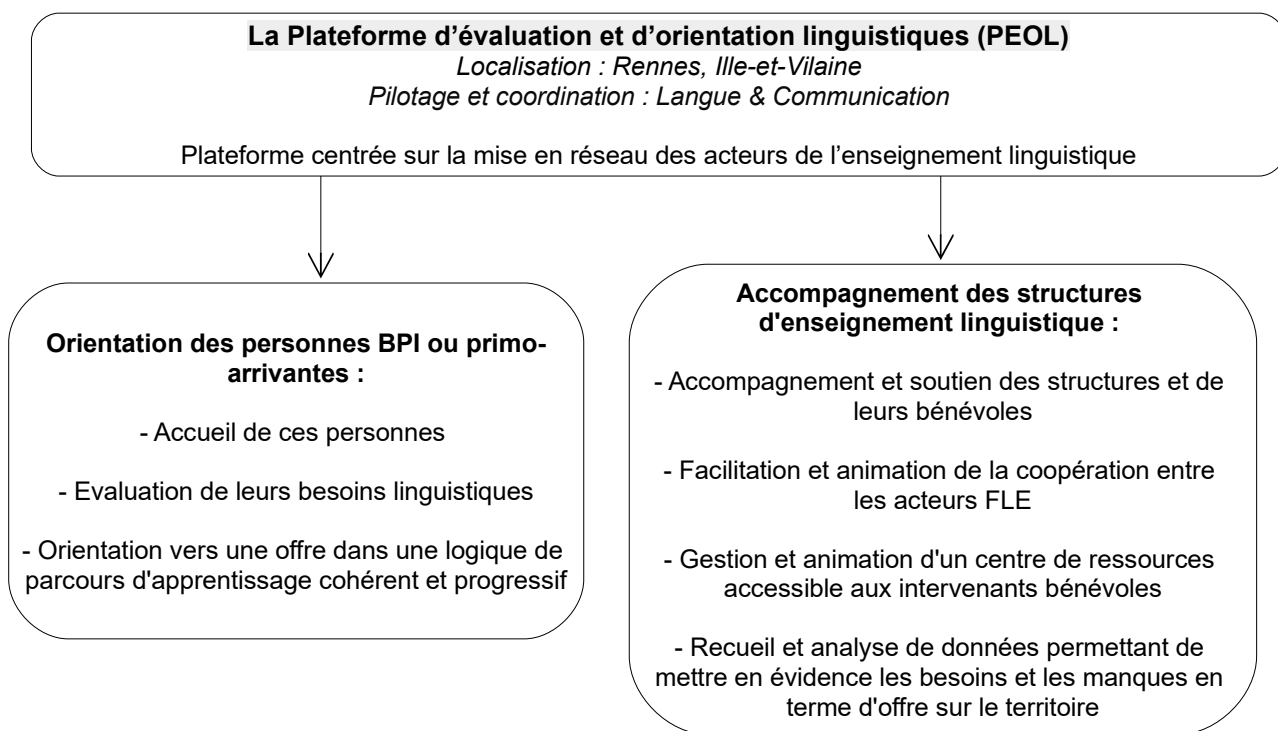 La Plateforme d’évaluation et d’orientation linguistiques (PEOL)
Localisation : Rennes, Ille-et-Vilaine
Pilotage et coordination : Langue & Communication
Plateforme centrée sur la mise en réseau des acteurs de l’enseignement linguistique
Orientation des personnes BPI ou primo-
arrivantes :
- Accueil de ces personnes
- Evaluation de leurs besoins linguistiques
- Orientation vers une offre dans une logique de
parcours d'apprentissage cohérent et progressif
Accompagnement des structures
d'enseignement linguistique :
- Accompagnement et soutien des structures et de
leurs bénévoles
- Facilitation et animation de la coopération entre
les acteurs FLE
- Gestion et animation d'un centre de ressources
accessible aux intervenants bénévoles
- Recueil et analyse de données permettant de
mettre en évidence les besoins et les manques en
terme d'offre sur le territoire